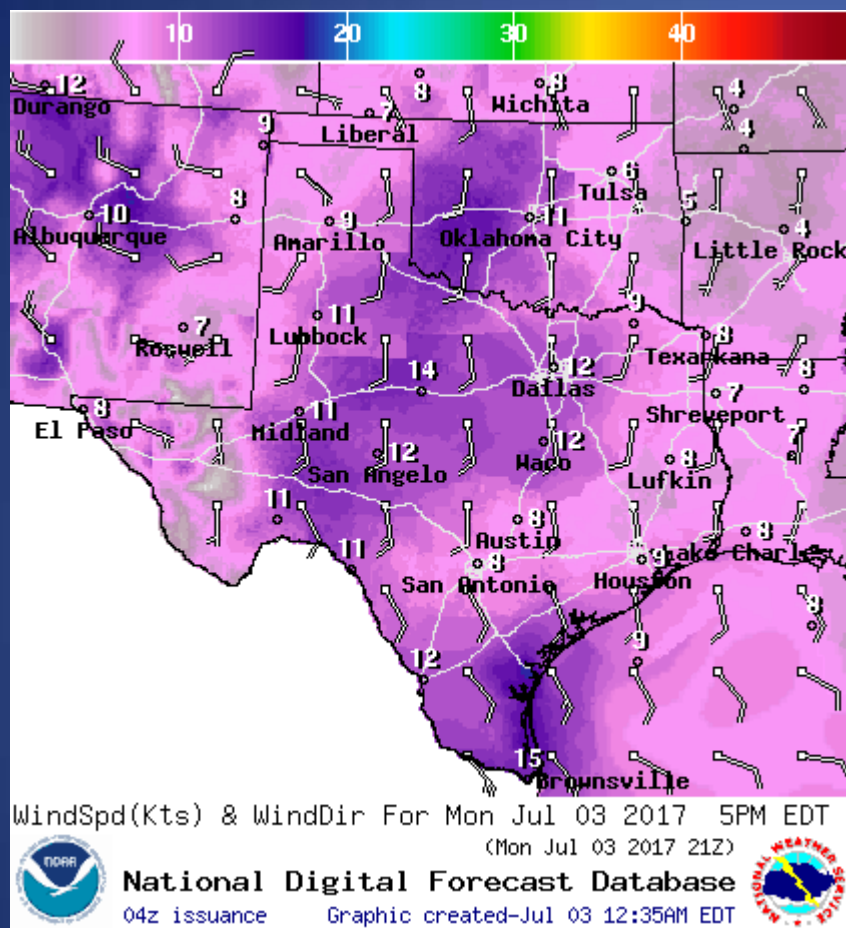 10 20 30 40
12 8 8 4
Durango Wichita
7 Liberal
9 4
6 Tulsa
10 8 9 11 5 4
Albuquerque Amarillo Oklahoma City Little Rock
7 11 9 8
Roswell Lubbock Texarkana
14 12 8
Dallas
8 11 7
El Paso Midland Shreveport
12 12 8 7
San Angelo Waco Lufkin
11 8 8
Austin Lake Charles
11 8 9
San Antonio Houston
8
12 9
15
Brownsville
WindSpd(Kts) & WindDir For Mon Jul 03 2017 5PM EDT
(Mon Jul 03 2017 21Z)
NOAA
National Digital Forecast Database
04z issuance Graphic created-Jul 03 12:35AM EDT
NATIONAL WEATHER SERVICE